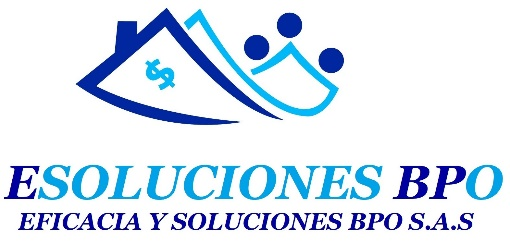 $
ESOLUCIONES BPO
EFICACIA Y SOLUCIONES BPO S.A.S